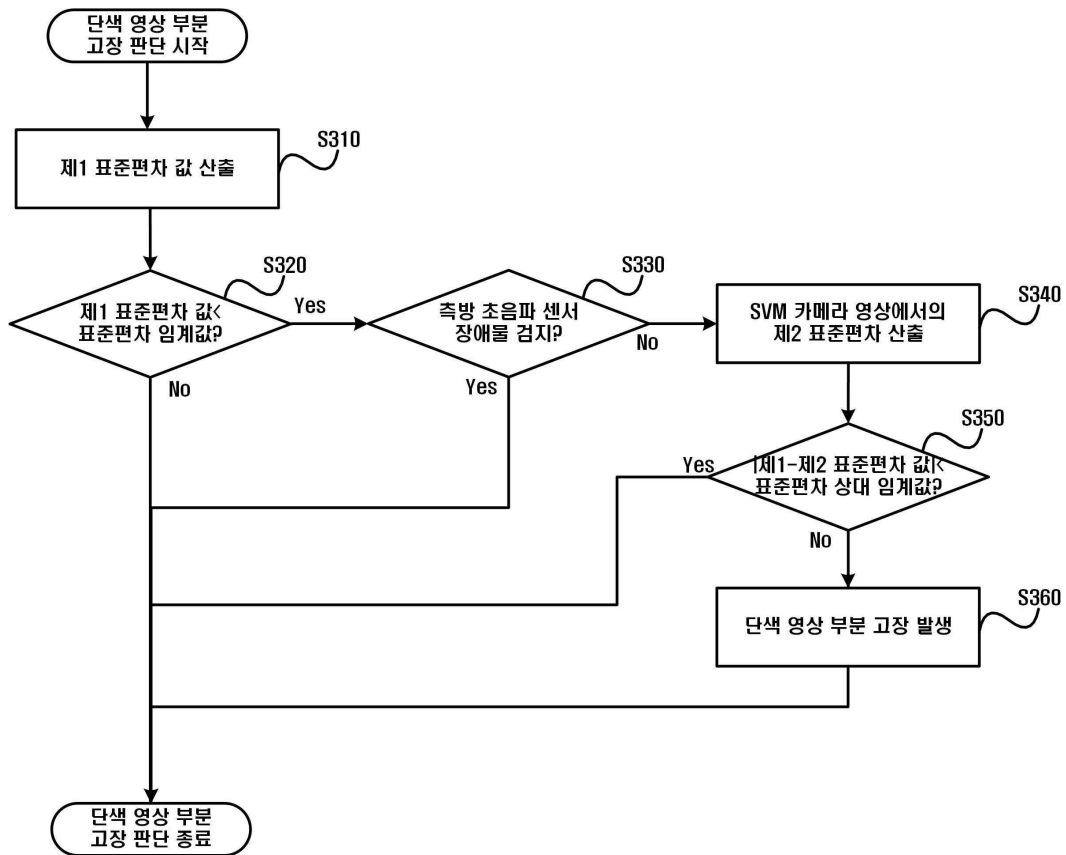 단색 영상 부분
고장 판단 시작
S310
제1 표준편차 값 산출
S320
제1 표준편차 값<
표준편차 임계값?
Yes
No
S330
측방 초음파 센서
장애물 검지?
No
Yes
S340
SVM 카메라 영상에서의
제2 표준편차 산출
S350
|제1-제2 표준편차 값|<
표준편차 상대 임계값?
Yes
No
S360
단색 영상 부분 고장 발생
단색 영상 부분
고장 판단 종료